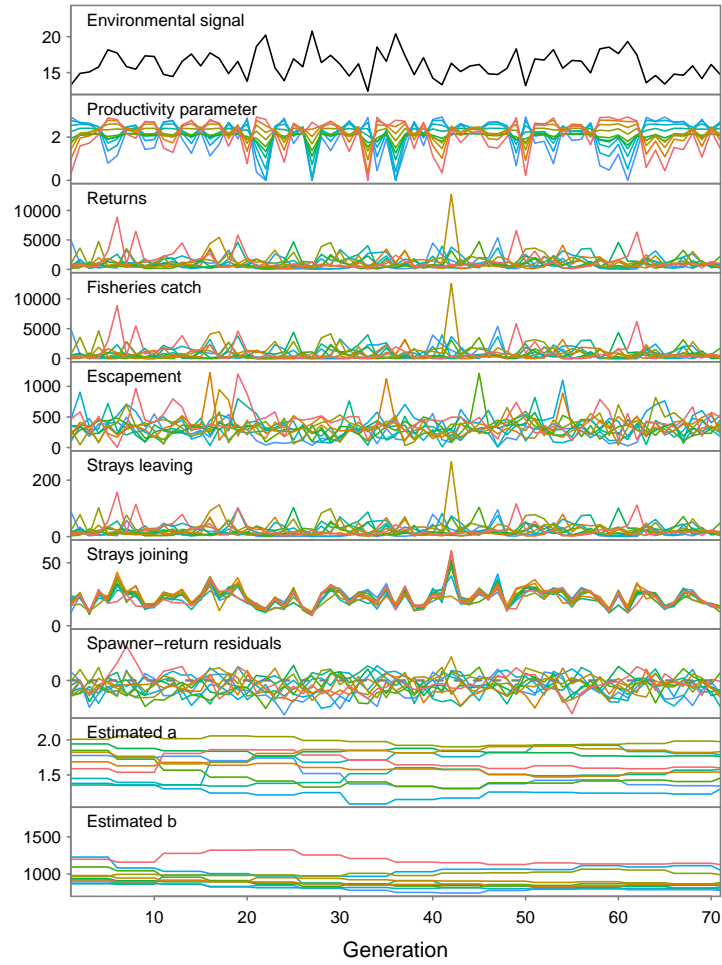 Environmental signal
20
15
Productivity parameter
2
0
Returns
10000
5000
0
Fisheries catch
10000
5000
0
Escapement
1000
500
0
Strays leaving
200
0
Strays joining
50
0
Spawner−return residuals
0
Estimated a
2.0
1.5
Estimated b
1500
1000
10 20 30 40 50 60 70
Generation